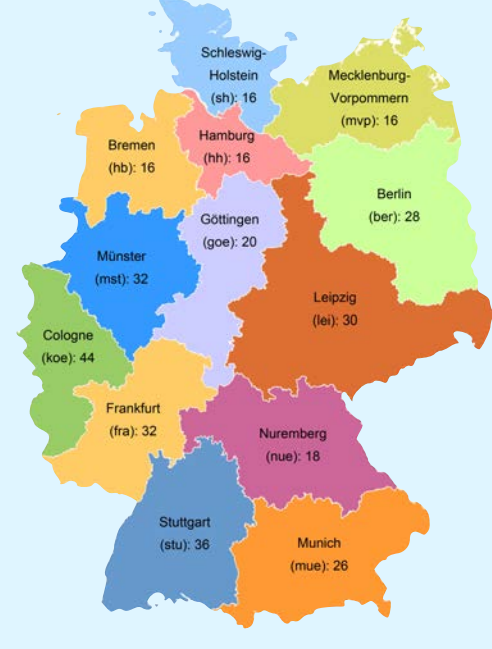 Schleswig-
Holstein
(sh): 16
Mecklenburg-
Vorpommern
(mvp): 16
Hamburg
(hh): 16
Bremen
(hb): 16
Berlin
(ber): 28
Göttingen
(goe): 20
Münster
(mst): 32
Leipzig
(lei): 30
Cologne
(koe): 44
Frankfurt
(fra): 32
Nuremberg
(nue): 18
Stuttgart
(stu): 36
Munich
(mue): 26